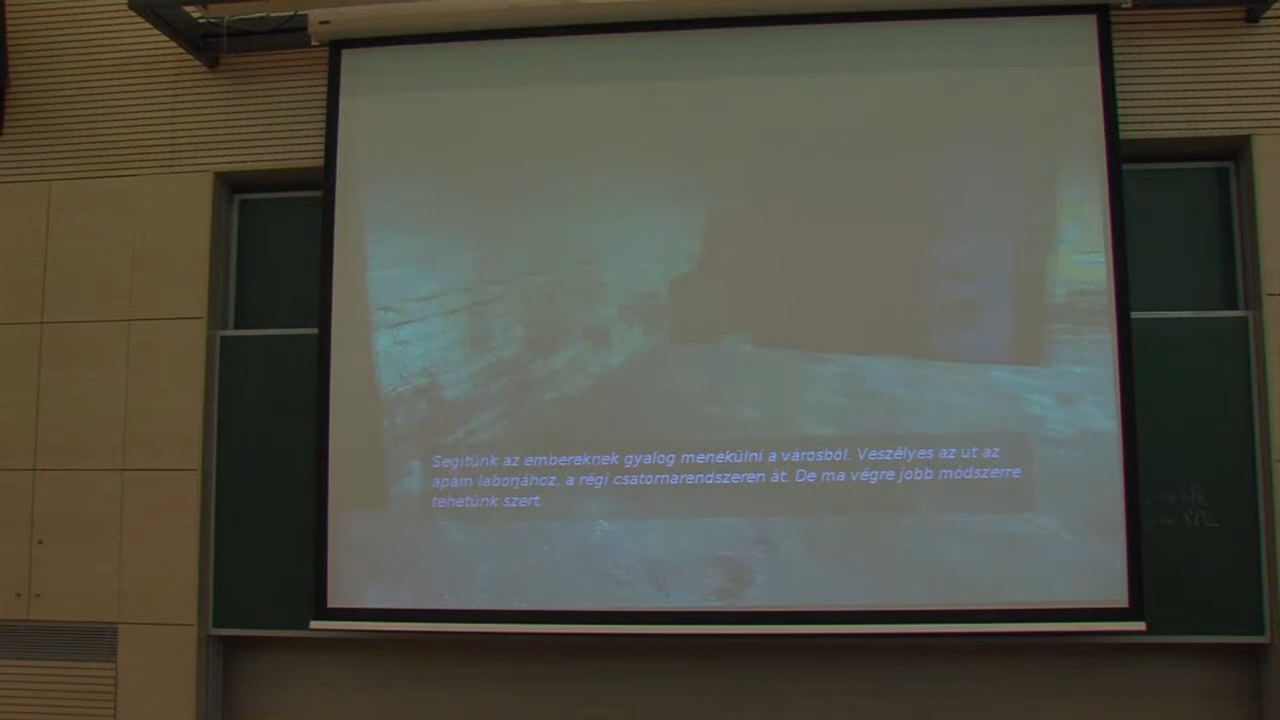 Segítünk az embereknek gyalog menekülni a városból. Veszélyes az út az
apám laborjához, a régi csatornarendszeren át. De ma végre jobb módszerre
tehetünk szert.